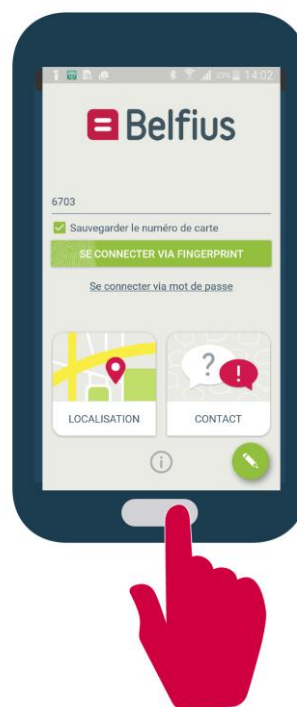 23% 14:02
Belfius
6703
Sauvegarder le numéro de carte
SE CONNECTER VIA FINGERPRINT
Se connecter via mot de passe
? !
LOCALISATION CONTACT
i